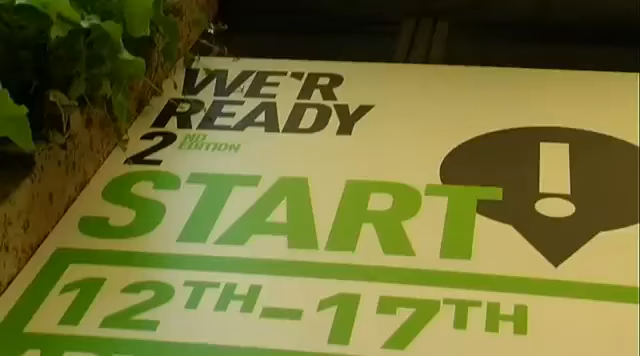 WE'R
READY
2 ND EDITION
START !
12TH-17TH